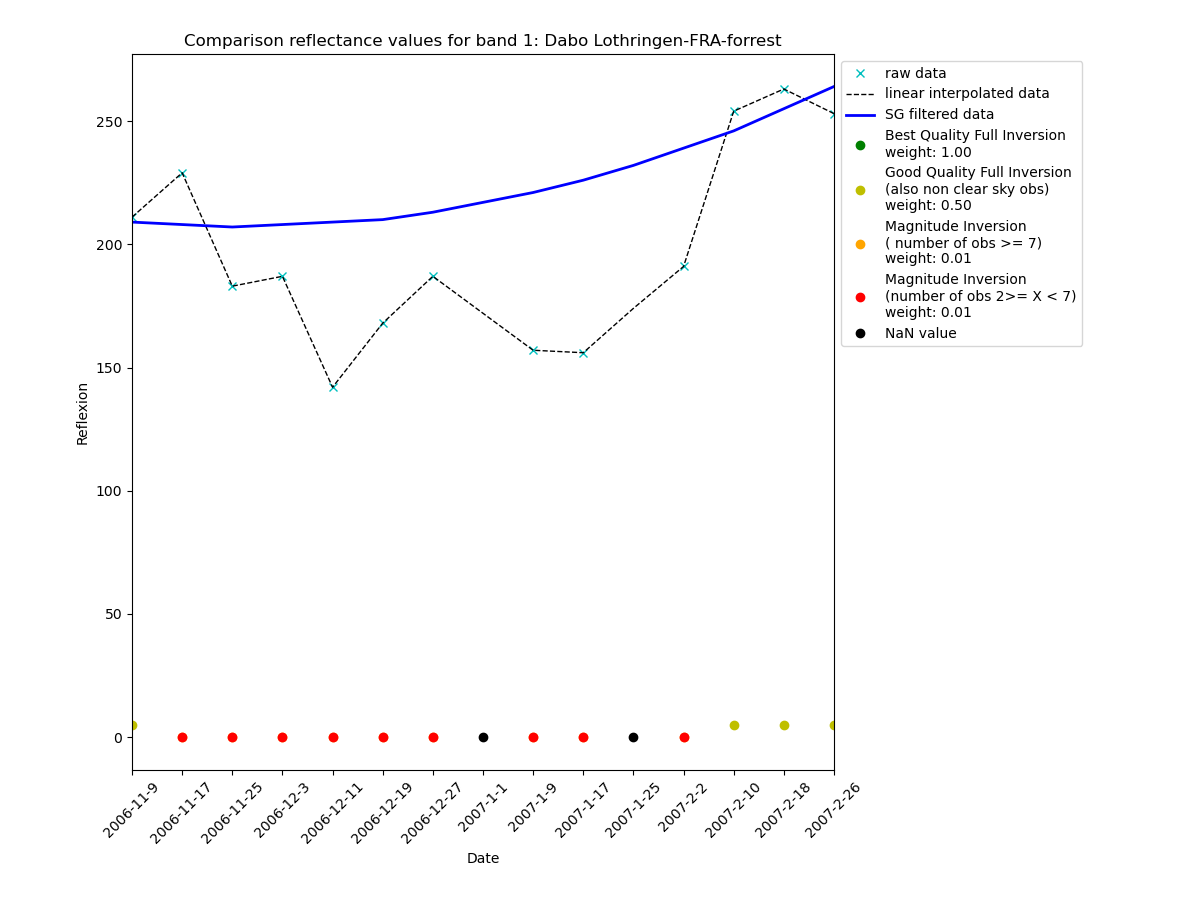 Comparison reflectance values for band 1: Dabo Lothringen-FRA-forrest
raw data
linear interpolated data
SG filtered data
Best Quality Full Inversion
weight: 1.00
Good Quality Full Inversion
(also non clear sky obs)
weight: 0.50
Magnitude Inversion
( number of obs >= 7)
weight: 0.01
Magnitude Inversion
(number of obs 2>= X < 7)
weight: 0.01
NaN value
Reflexion
250
200
150
100
50
0
2006-11-9
2006-11-17
2006-11-25
2006-12-3
2006-12-11
2006-12-19
2006-12-27
2007-1-1
2007-1-9
2007-1-17
2007-1-25
2007-2-2
2007-2-10
2007-2-18
2007-2-26
Date